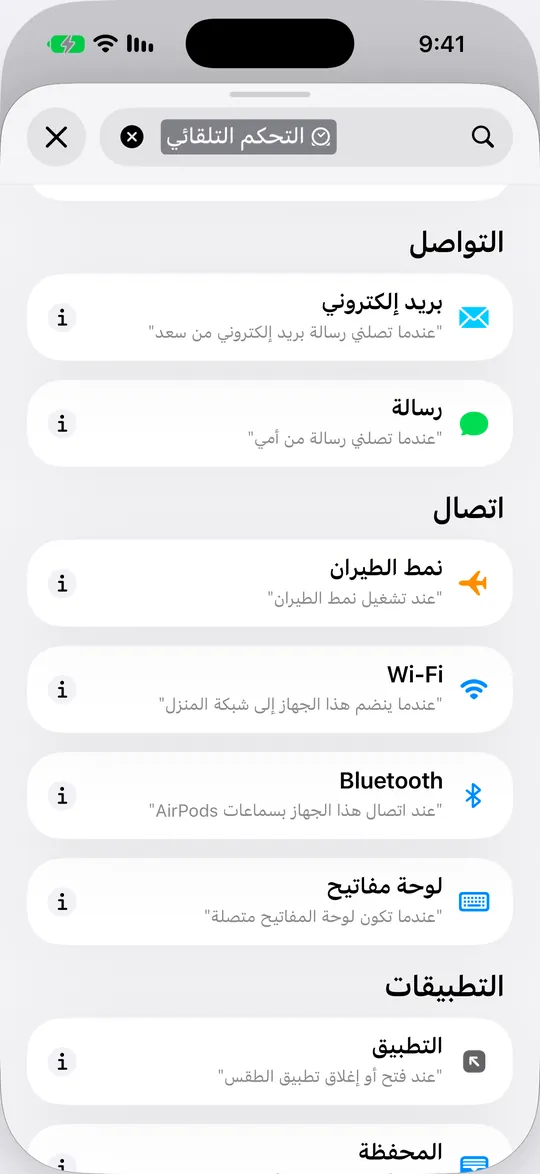 9:41
التحكم التلقائي
التواصل
بريد إلكتروني
"عندما تصلني رسالة بريد إلكتروني من سعد"
رسالة
"عندما تصلني رسالة من أمي"
اتصال
نمط الطيران
"عند تشغيل نمط الطيران"
Wi-Fi
"عندما ينضم هذا الجهاز إلى شبكة المنزل"
Bluetooth
"عند اتصال هذا الجهاز بسماعات AirPods"
لوحة مفاتيح
"عندما تكون لوحة المفاتيح متصلة"
التطبيقات
التطبيق
"عند فتح أو إغلاق تطبيق الطقس"
المحفظة